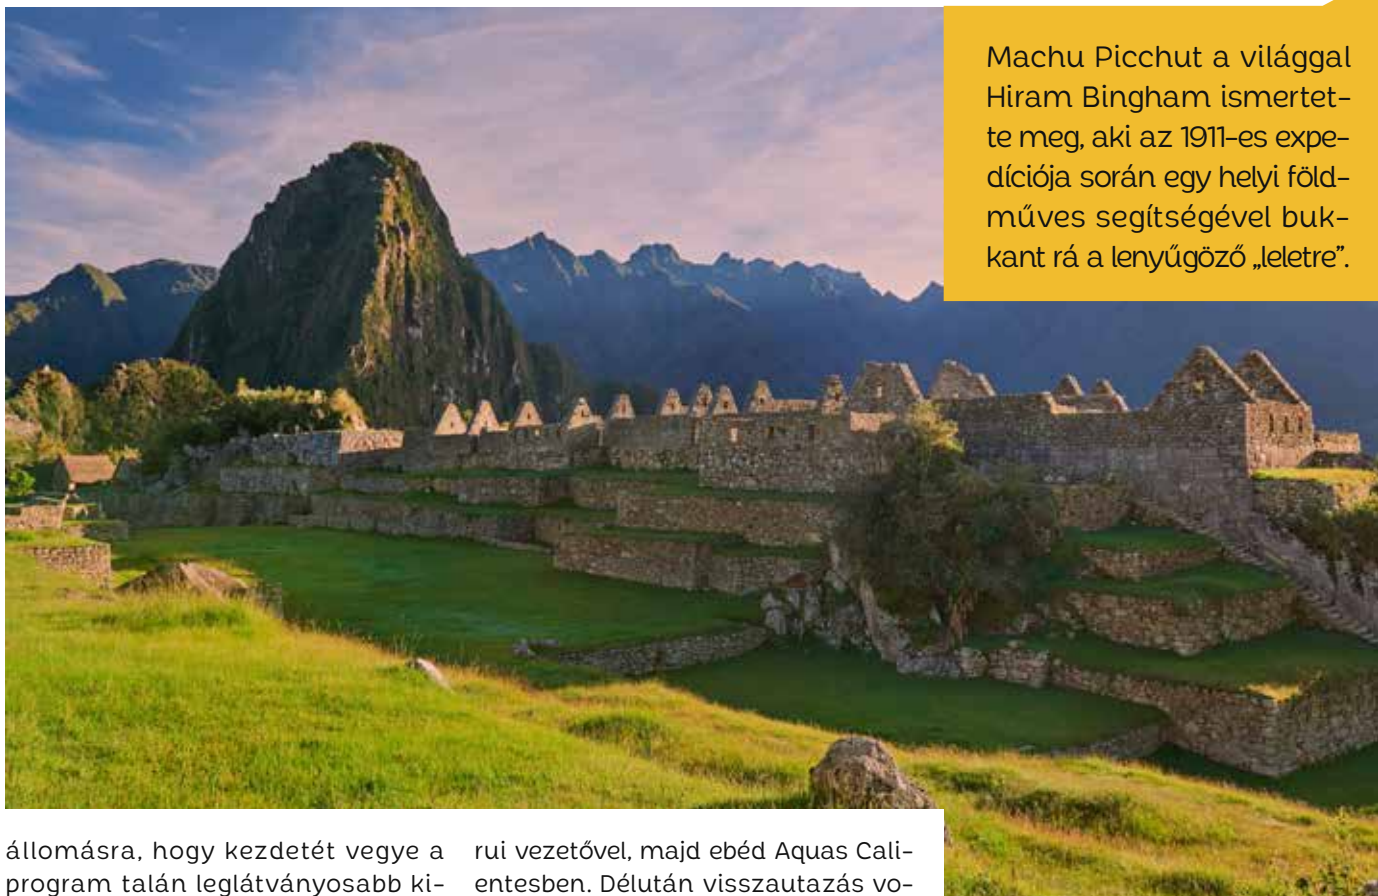 Machu Picchut a világgal
Hiram Bingham ismertet-
te meg, aki az 1911-es expe-
díciója során egy helyi föld-
műves segítségével buk-
kant rá a lenyűgöző „leletre”.
állomásra, hogy kezdetét vegye a
program talán leglátványosabb ki-
rui vezetővel, majd ebéd Aquas Cali-
entesben. Délután visszautazás vo-